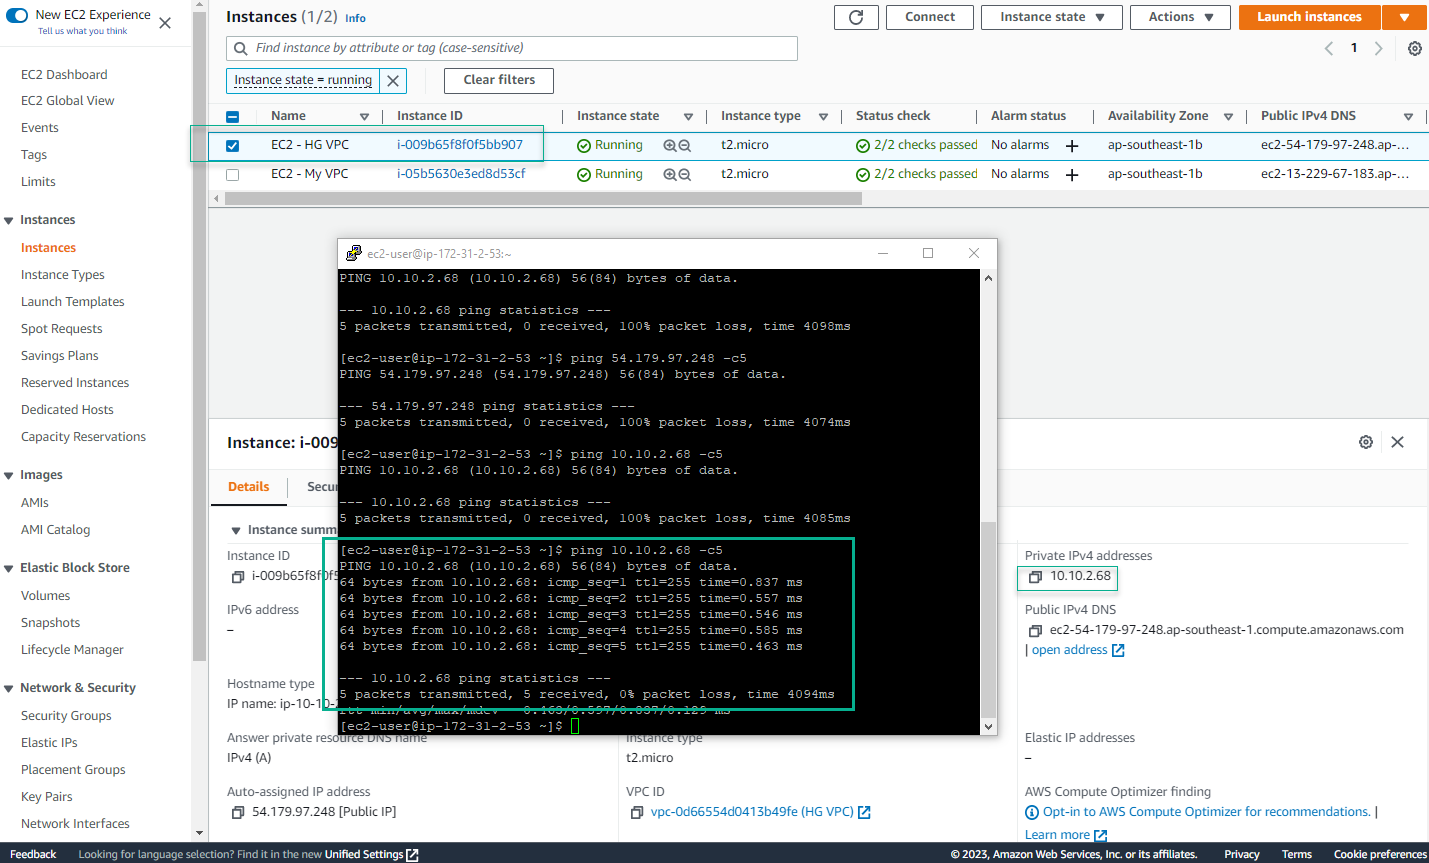 New EC2 Experience
Tell us what you think
EC2 Dashboard
EC2 Global View
Events
Tags
Limits
Instances
Instances
Instance Types
Launch Templates
Spot Requests
Savings Plans
Reserved Instances
Dedicated Hosts
Capacity Reservations
Images
AMIs
AMI Catalog
Elastic Block Store
Volumes
Snapshots
Lifecycle Manager
Network & Security
Security Groups
Elastic IPs
Placement Groups
Key Pairs
Network Interfaces
Instances (1/2) Info
Connect
Instance state
Actions
Launch instances
Find instance by attribute or tag (case-sensitive)
1
Instance state = running
Clear filters
Name Instance ID Instance state Instance type Status check Alarm status Availability Zone Public IPv4 DNS
EC2 - HG VPC i-009b65f8f0f5bb907 Running t2.micro 2/2 checks passed No alarms + ap-southeast-1b ec2-54-179-97-248.ap-...
EC2 - My VPC i-05b5630e3ed8d53cf Running t2.micro 2/2 checks passed No alarms + ap-southeast-1b ec2-13-229-67-183.ap-...
ec2-user@ip-172-31-2-53:~
PING 10.10.2.68 (10.10.2.68) 56(84) bytes of data.
--- 10.10.2.68 ping statistics ---
5 packets transmitted, 0 received, 100% packet loss, time 4098ms
[ec2-user@ip-172-31-2-53 ~]$ ping 54.179.97.248 -c5
PING 54.179.97.248 (54.179.97.248) 56(84) bytes of data.
--- 54.179.97.248 ping statistics ---
5 packets transmitted, 0 received, 100% packet loss, time 4074ms
[ec2-user@ip-172-31-2-53 ~]$ ping 10.10.2.68 -c5
PING 10.10.2.68 (10.10.2.68) 56(84) bytes of data.
--- 10.10.2.68 ping statistics ---
5 packets transmitted, 0 received, 100% packet loss, time 4085ms
[ec2-user@ip-172-31-2-53 ~]$ ping 10.10.2.68 -c5
PING 10.10.2.68 (10.10.2.68) 56(84) bytes of data.
64 bytes from 10.10.2.68: icmp_seq=1 ttl=255 time=0.837 ms
64 bytes from 10.10.2.68: icmp_seq=2 ttl=255 time=0.557 ms
64 bytes from 10.10.2.68: icmp_seq=3 ttl=255 time=0.546 ms
64 bytes from 10.10.2.68: icmp_seq=4 ttl=255 time=0.585 ms
64 bytes from 10.10.2.68: icmp_seq=5 ttl=255 time=0.463 ms
--- 10.10.2.68 ping statistics ---
5 packets transmitted, 5 received, 0% packet loss, time 4094ms
rtt min/avg/max/mdev = 0.463/0.597/0.837/0.129 ms
[ec2-user@ip-172-31-2-53 ~]$
Instance: i-009
Details
Secu
Instance summ
Instance ID
i-009b65f8f0f5
IPv6 address
–
Hostname type
IP name: ip-10-10-
Answer private resource DNS name
IPv4 (A)
Auto-assigned IP address
54.179.97.248 [Public IP]
Instance type
t2.micro
VPC ID
vpc-0d66554d0413b49fe (HG VPC)
Private IPv4 addresses
10.10.2.68
Public IPv4 DNS
ec2-54-179-97-248.ap-southeast-1.compute.amazonaws.com
| open address
Elastic IP addresses
–
AWS Compute Optimizer finding
Opt-in to AWS Compute Optimizer for recommendations. |
Learn more
Feedback Looking for language selection? Find it in the new Unified Settings © 2023, Amazon Web Services, Inc. or its affiliates. Privacy Terms Cookie preferences